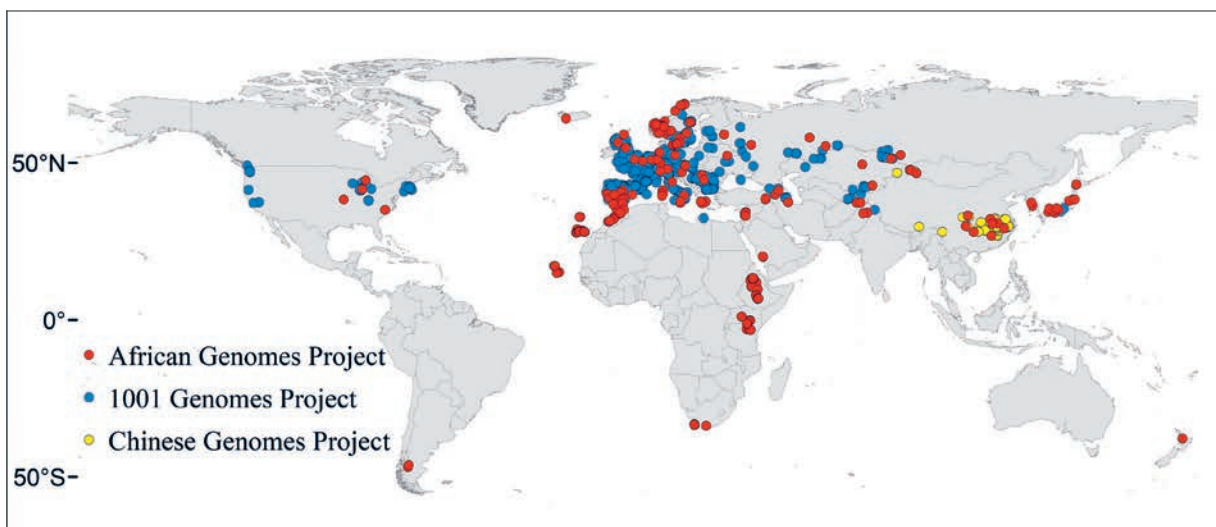 50°N
0°
African Genomes Project
1001 Genomes Project
Chinese Genomes Project
50°S